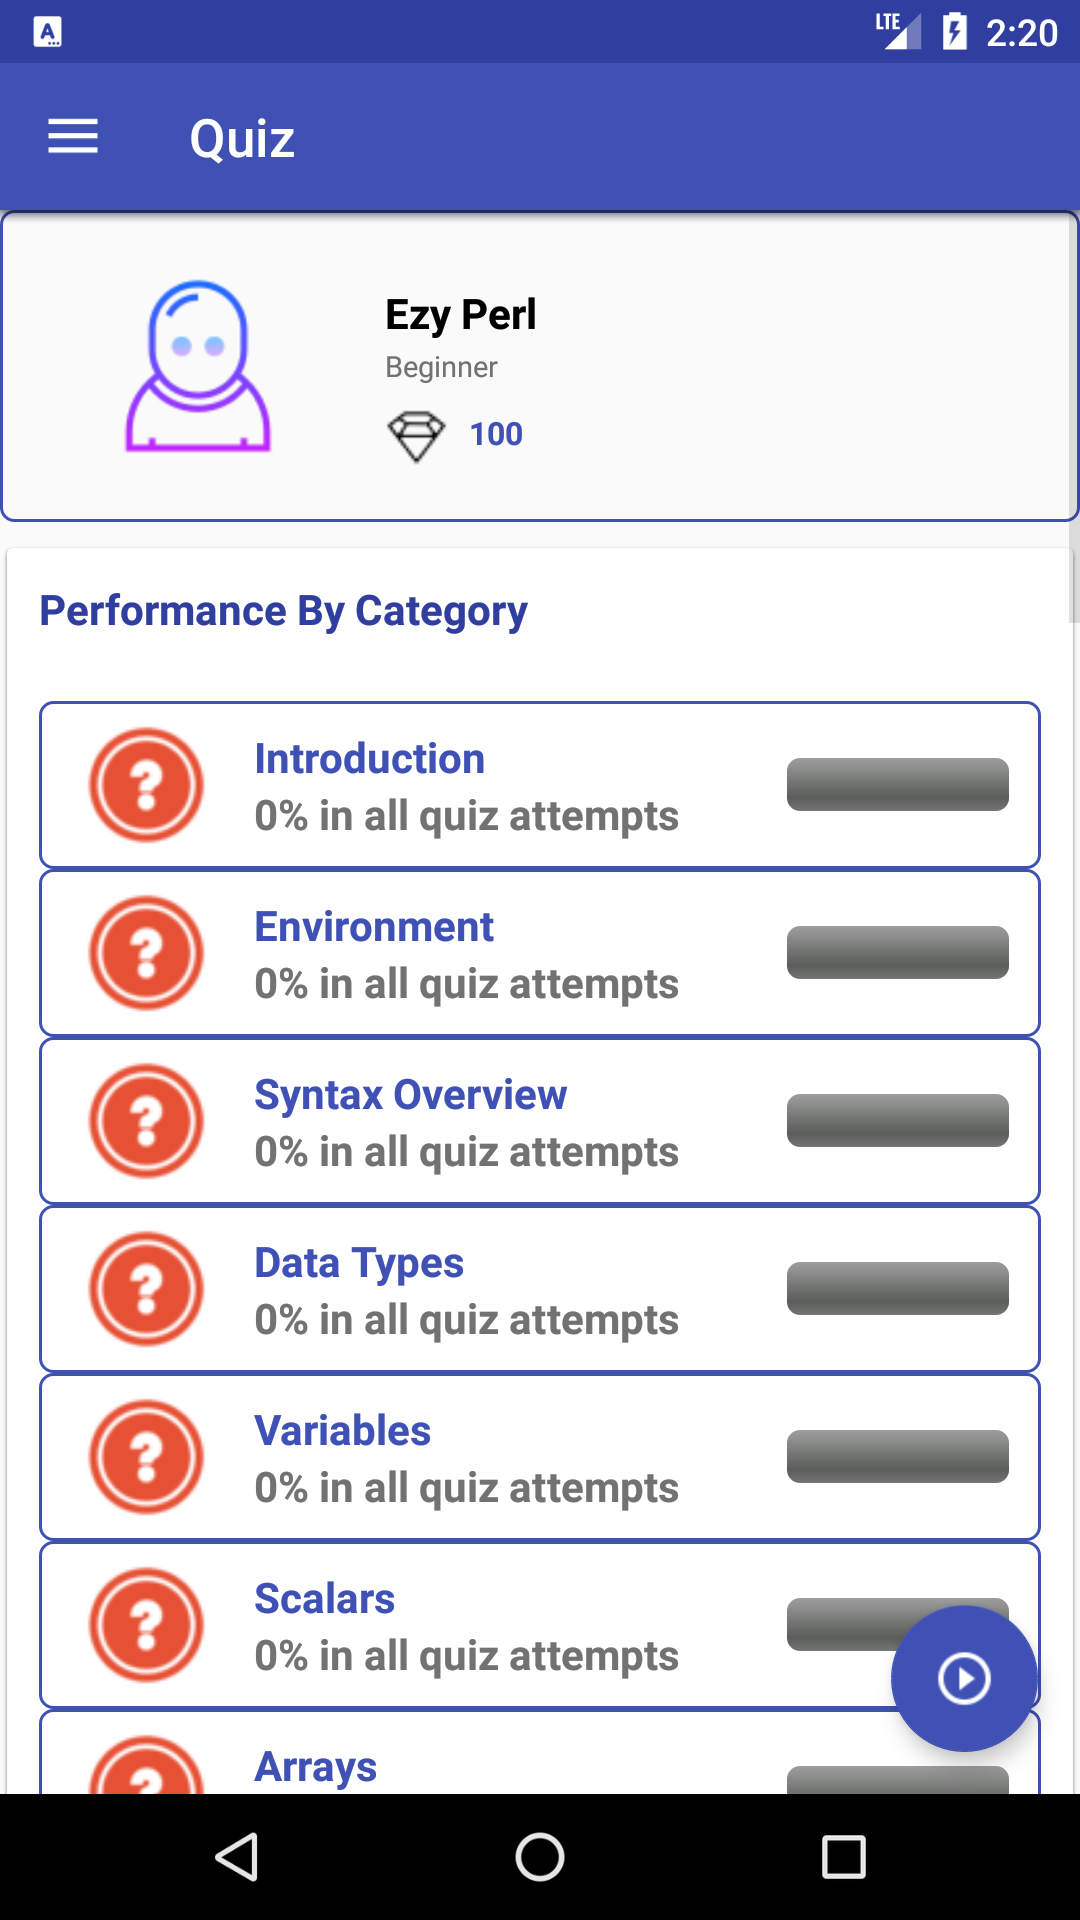 LTE 2:20
Quiz
Ezy Perl
Beginner
100
Performance By Category
Introduction
0% in all quiz attempts
Environment
0% in all quiz attempts
Syntax Overview
0% in all quiz attempts
Data Types
0% in all quiz attempts
Variables
0% in all quiz attempts
Scalars
0% in all quiz attempts
Arrays